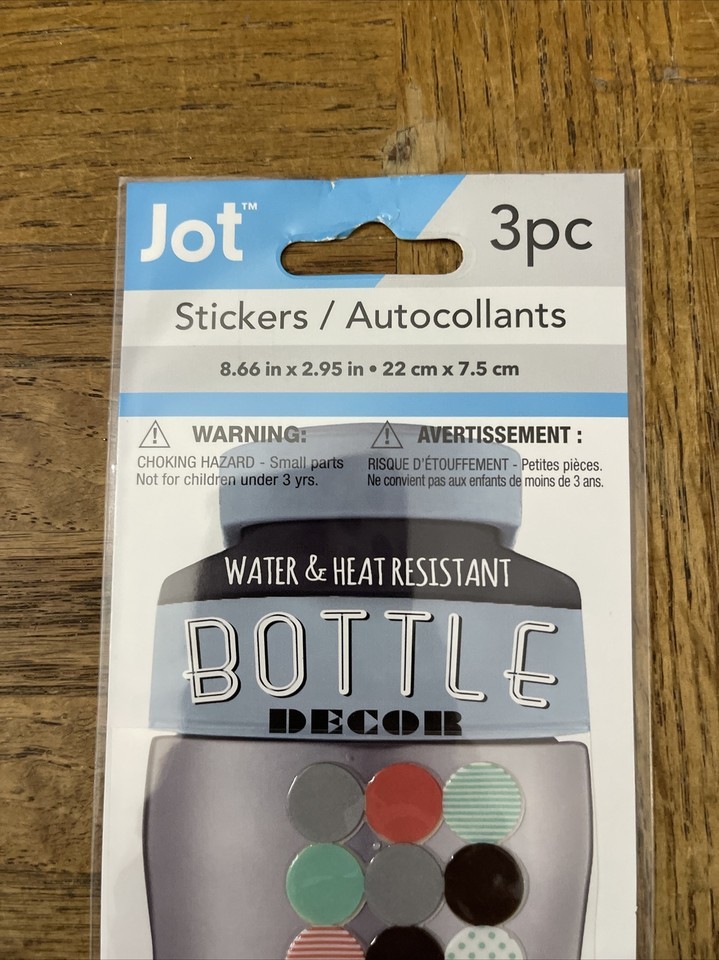 Jot™
3pc
Stickers / Autocollants
8.66 in x 2.95 in • 22 cm x 7.5 cm
WARNING:
CHOKING HAZARD - Small parts
Not for children under 3 yrs.
AVERTISSEMENT :
RISQUE D'ÉTOUFFEMENT - Petites pièces.
Ne convient pas aux enfants de moins de 3 ans.
WATER & HEAT RESISTANT
BOTTLE
DECOR